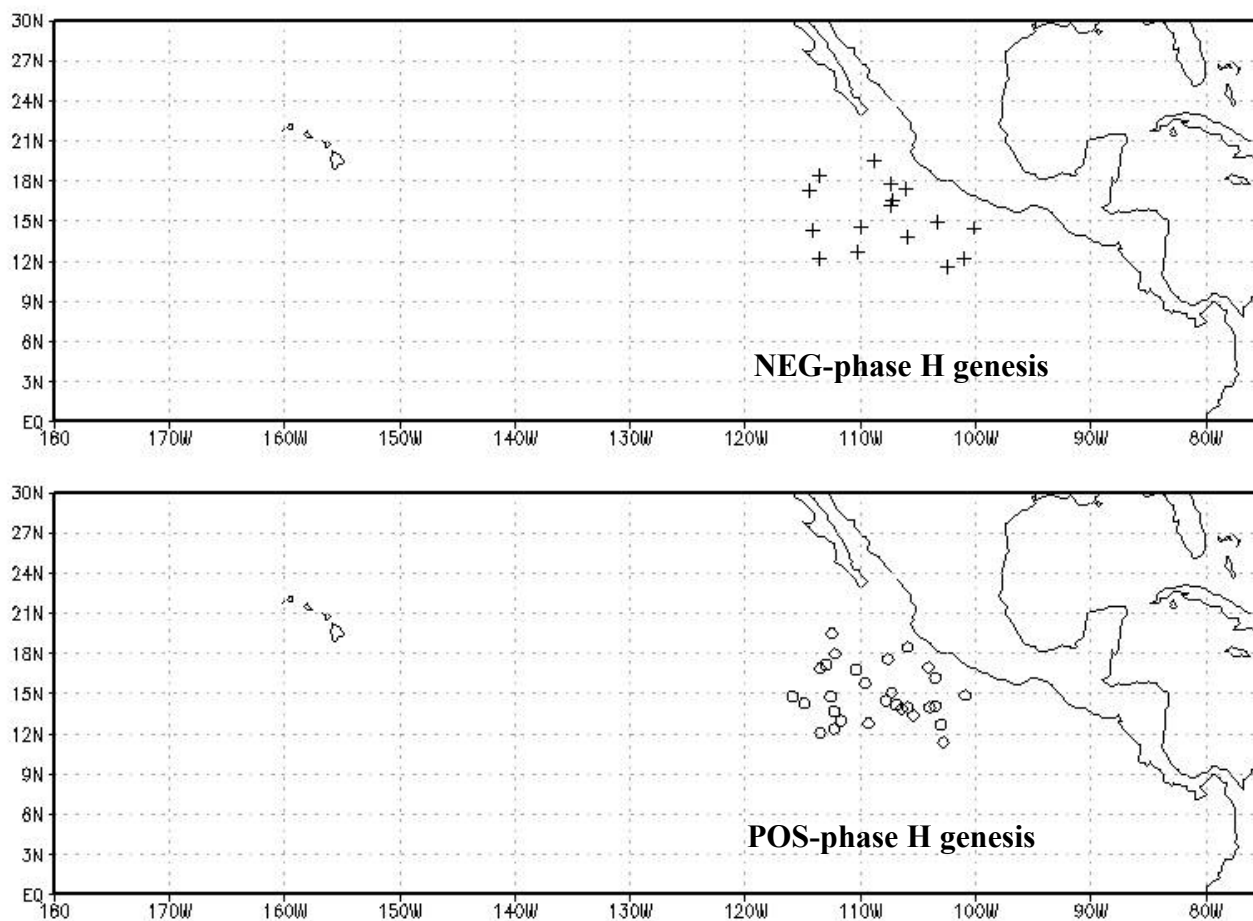 30N
27N
24N
21N
18N
15N
12N
9N
6N
3N
EQ
NEG-phase H genesis
160 170W 160W 150W 140W 130W 120W 110W 100W 90W 80W
30N
27N
24N
21N
18N
15N
12N
9N
6N
3N
EQ
POS-phase H genesis
160 170W 160W 150W 140W 130W 120W 110W 100W 90W 80W